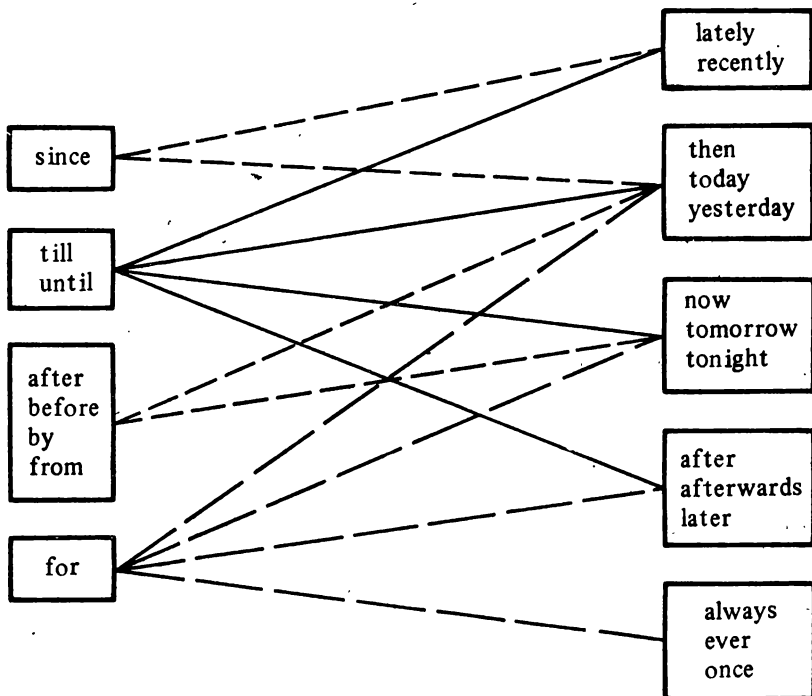 since
till
until
after
before
by
from
for
lately
recently
then
today
yesterday
now
tomorrow
tonight
after
afterwards
later
always
ever
once